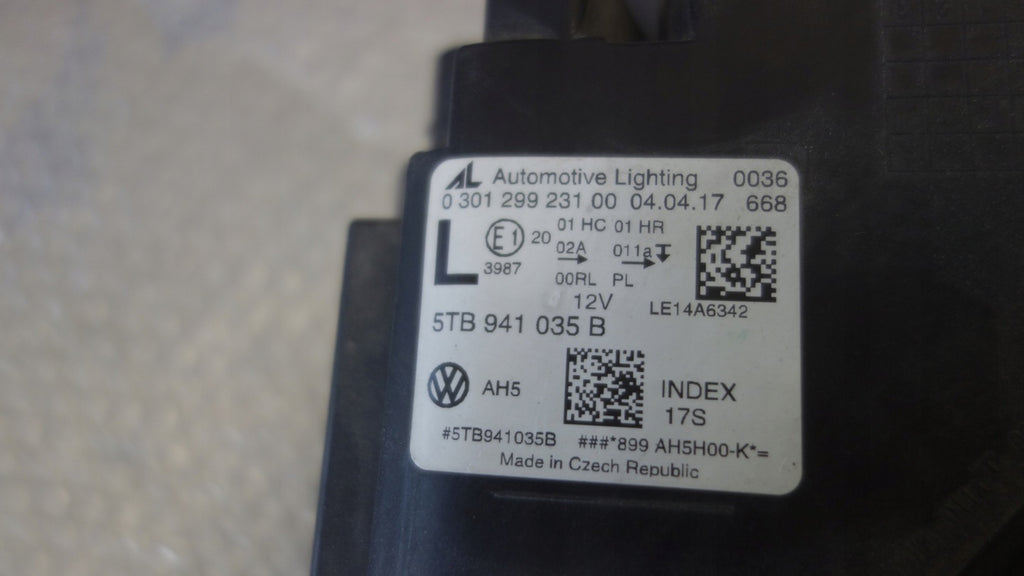 AL Automotive Lighting 0036
0 301 299 231 00 04.04.17 668
L E1 20 01 HC 01 HR
02A 011a
3987
00RL PL
12V LE14A6342
5TB 941 035 B
VW AH5 INDEX
17S
#5TB941035B ###*899 AH5H00-K*=
Made in Czech Republic